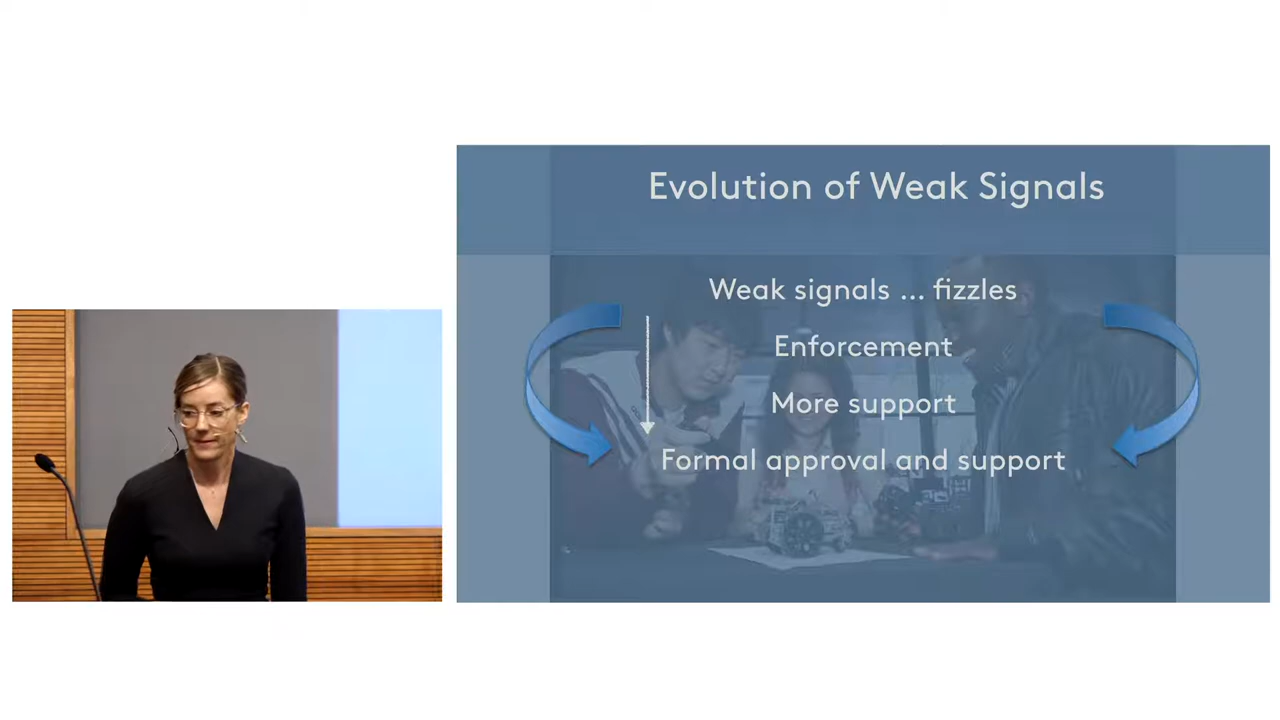 Evolution of Weak Signals
Weak signals ... fizzles
Enforcement
More support
Formal approval and support